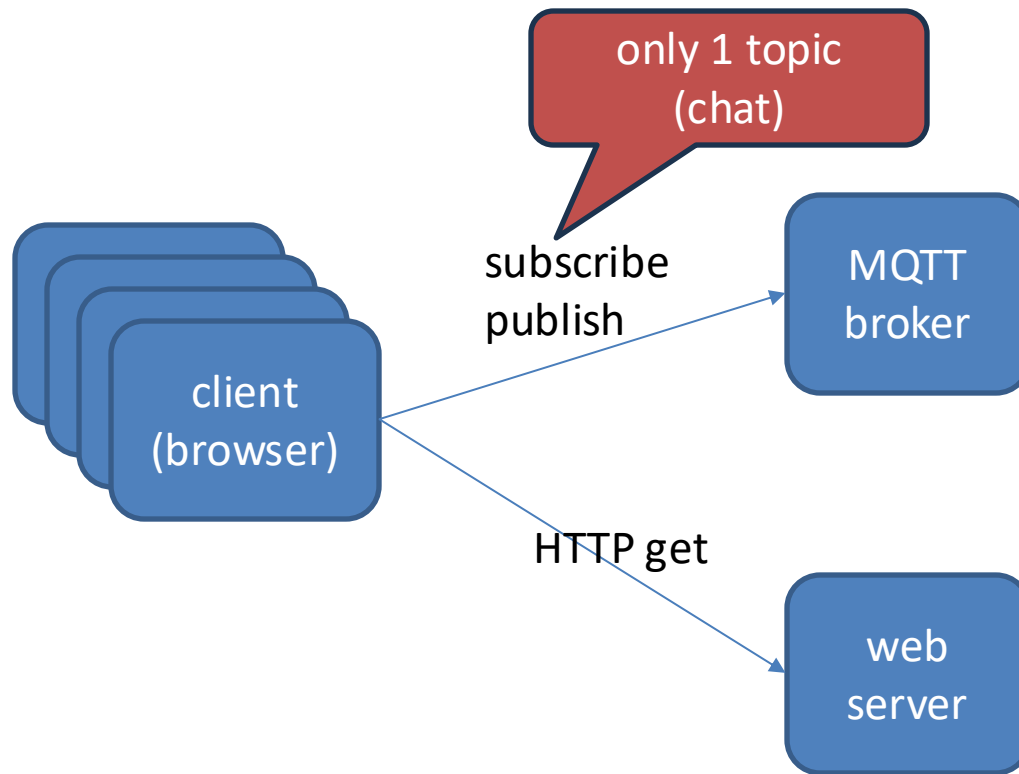 only 1 topic
(chat)
subscribe
publish
MQTT
broker
client
(browser)
HTTP get
web
server